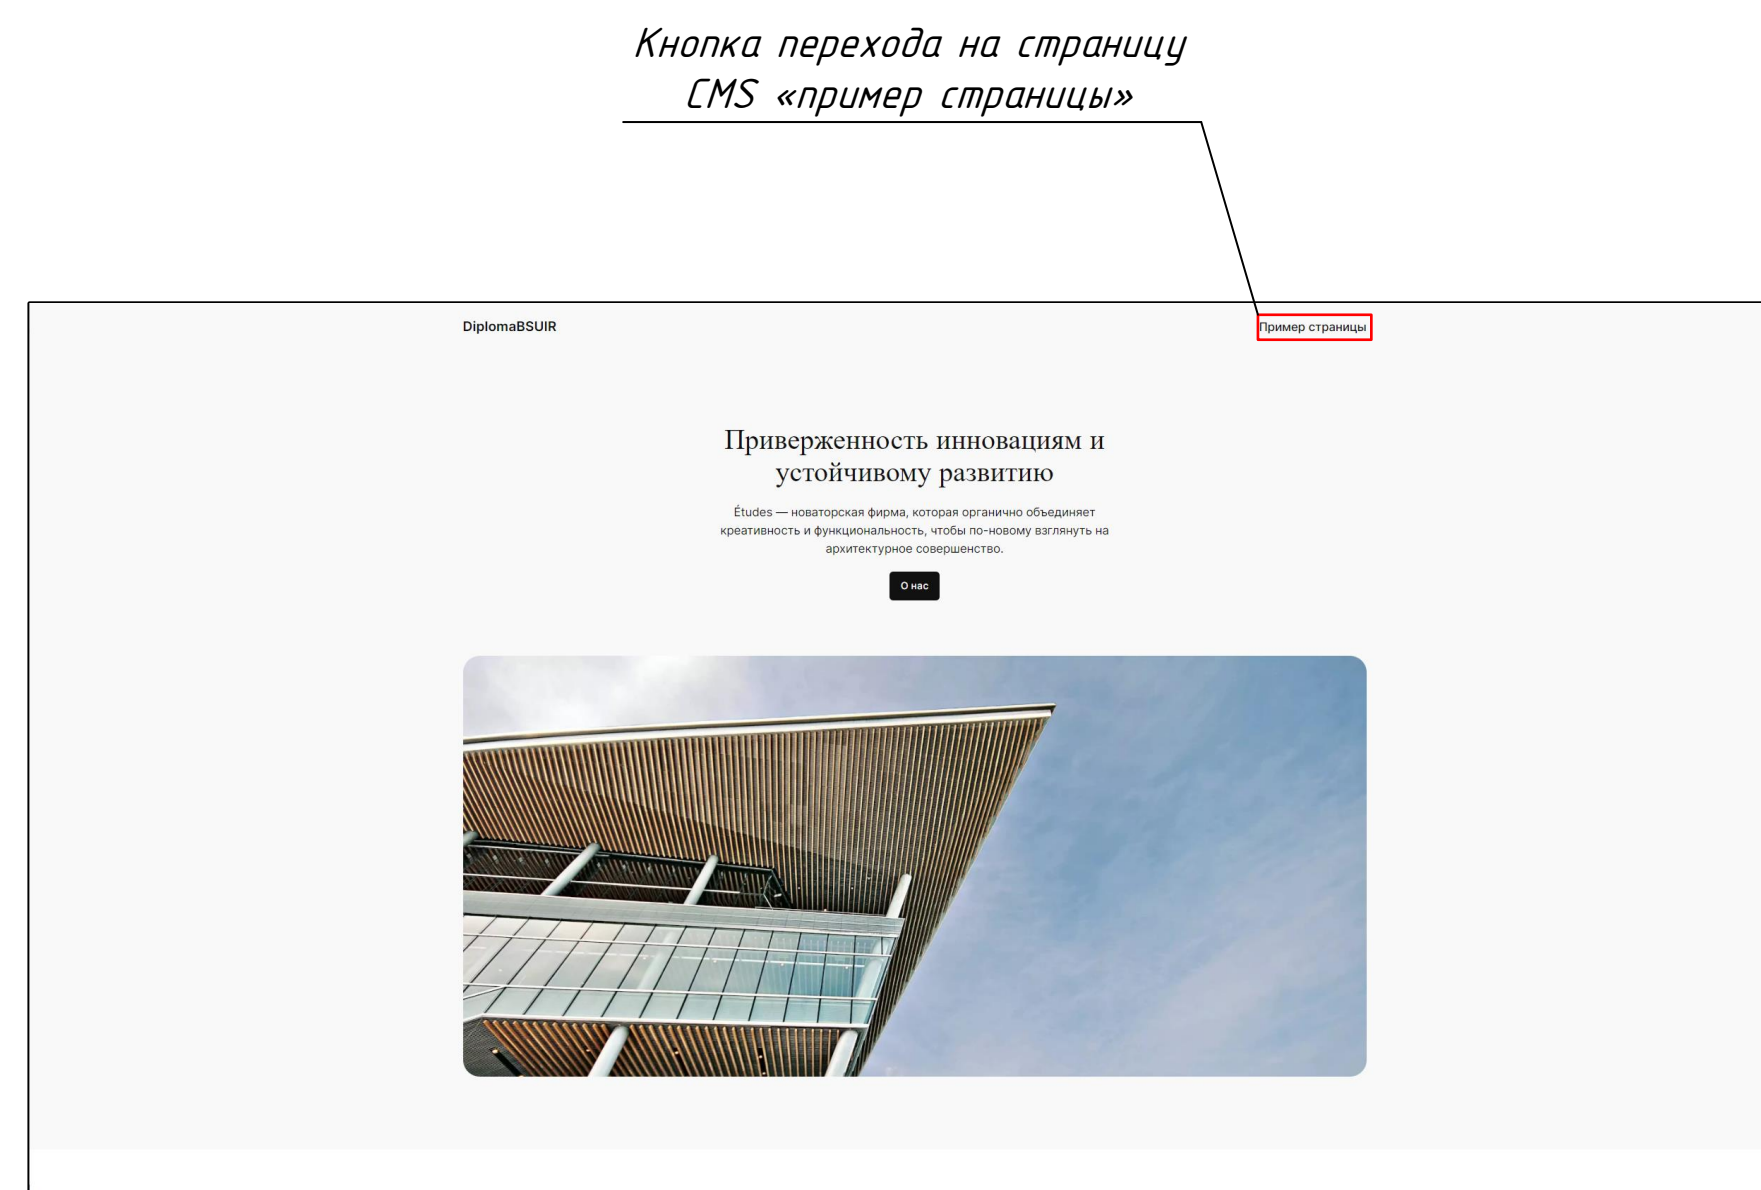 Кнопка перехода на страницу
CMS «пример страницы»
DiplomaBSUIR
Пример страницы
Приверженность инновациям и
устойчивому развитию
Études — новаторская фирма, которая органично объединяет
креативность и функциональность, чтобы по-новому взглянуть на
архитектурное совершенство.
О нас